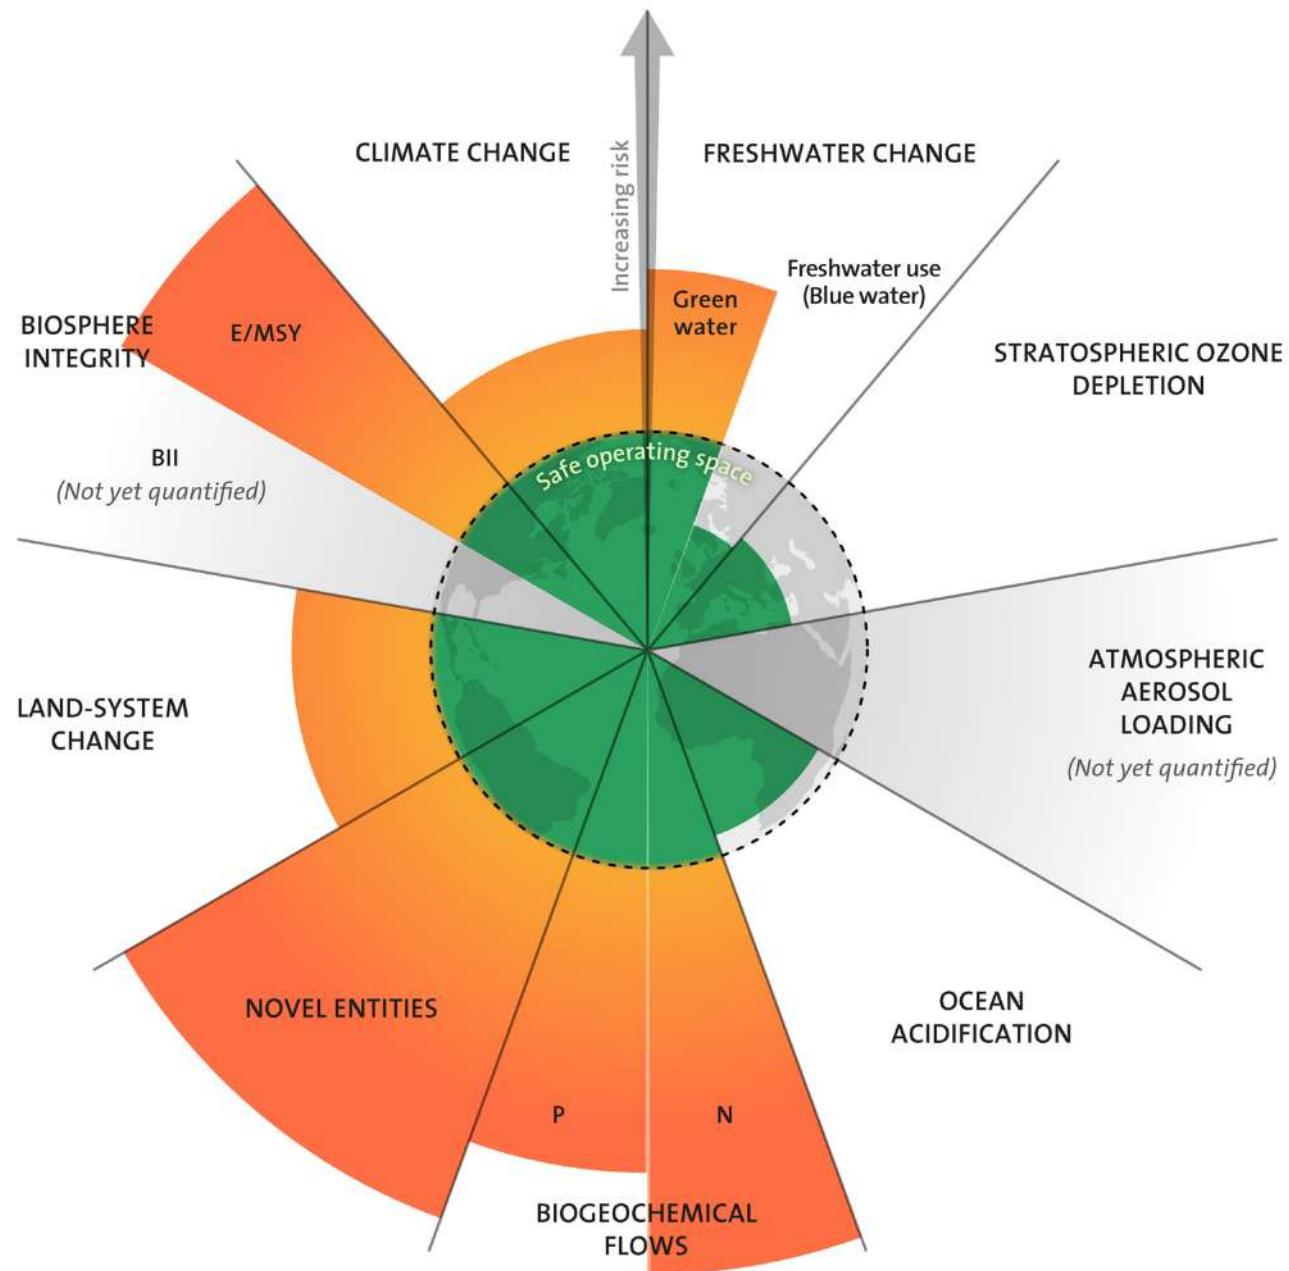 CLIMATE CHANGE
Increasing risk
FRESHWATER CHANGE
Green
water
Freshwater use
(Blue water)
STRATOSPHERIC OZONE
DEPLETION
BIOSPHERE
INTEGRITY
E/MSY
BII
(Not yet quantified)
Safe operating space
ATMOSPHERIC
AEROSOL
LOADING
(Not yet quantified)
LAND-SYSTEM
CHANGE
NOVEL ENTITIES
OCEAN
ACIDIFICATION
P
N
BIOGEOCHEMICAL
FLOWS